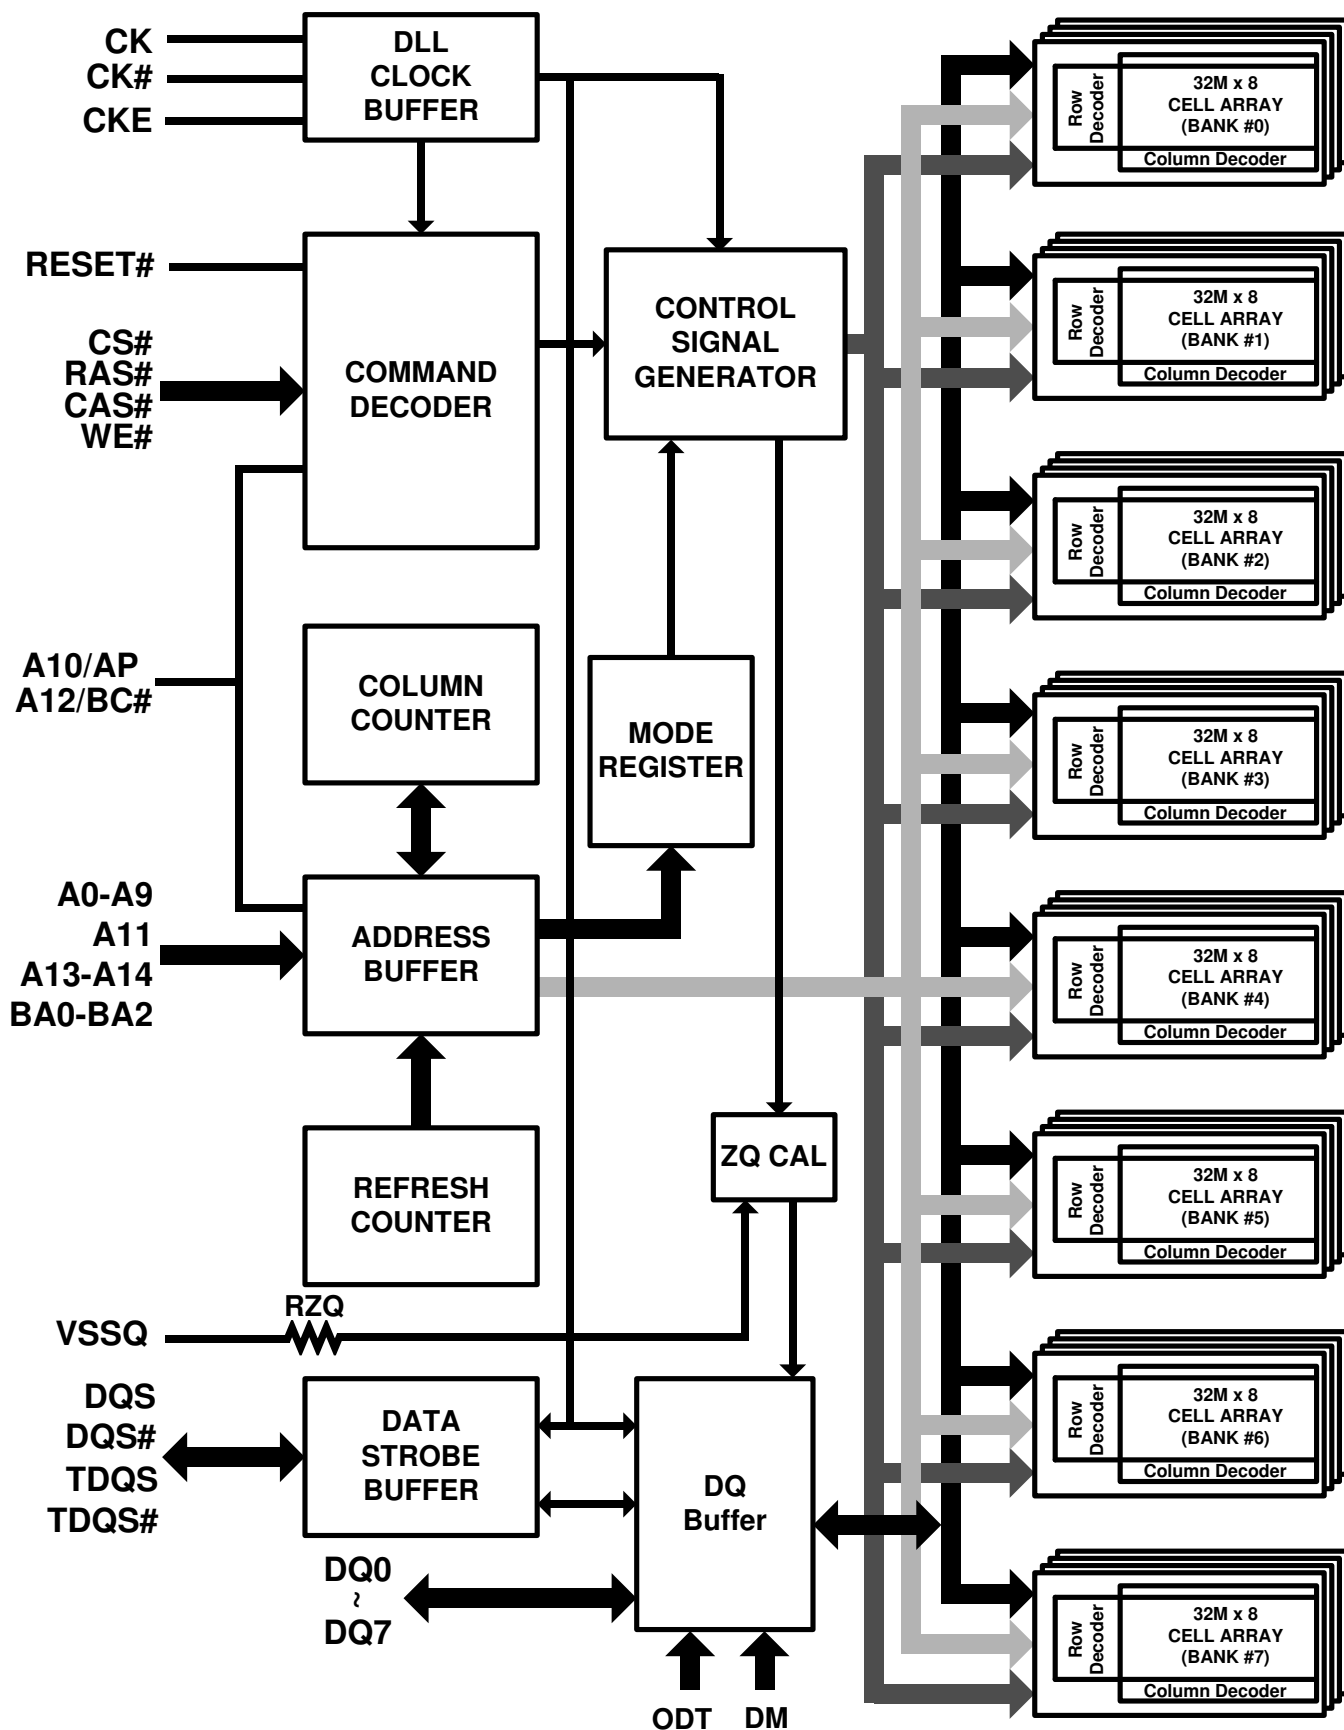 CK
CK#
CKE
DLL
CLOCK
BUFFER
RESET#
CS#
RAS#
CAS#
WE#
COMMAND
DECODER
CONTROL
SIGNAL
GENERATOR
A10/AP
A12/BC#
COLUMN
COUNTER
MODE
REGISTER
A0-A9
A11
A13-A14
BA0-BA2
ADDRESS
BUFFER
REFRESH
COUNTER
ZQ CAL
RZQ
VSSQ
DQS
DQS#
TDQS
TDQS#
DATA
STROBE
BUFFER
DQ
Buffer
DQ0
~
DQ7
ODT
DM
Row
Decoder
32M x 8
CELL ARRAY
(BANK #0)
Column Decoder
Row
Decoder
32M x 8
CELL ARRAY
(BANK #1)
Column Decoder
Row
Decoder
32M x 8
CELL ARRAY
(BANK #2)
Column Decoder
Row
Decoder
32M x 8
CELL ARRAY
(BANK #3)
Column Decoder
Row
Decoder
32M x 8
CELL ARRAY
(BANK #4)
Column Decoder
Row
Decoder
32M x 8
CELL ARRAY
(BANK #5)
Column Decoder
Row
Decoder
32M x 8
CELL ARRAY
(BANK #6)
Column Decoder
Row
Decoder
32M x 8
CELL ARRAY
(BANK #7)
Column Decoder